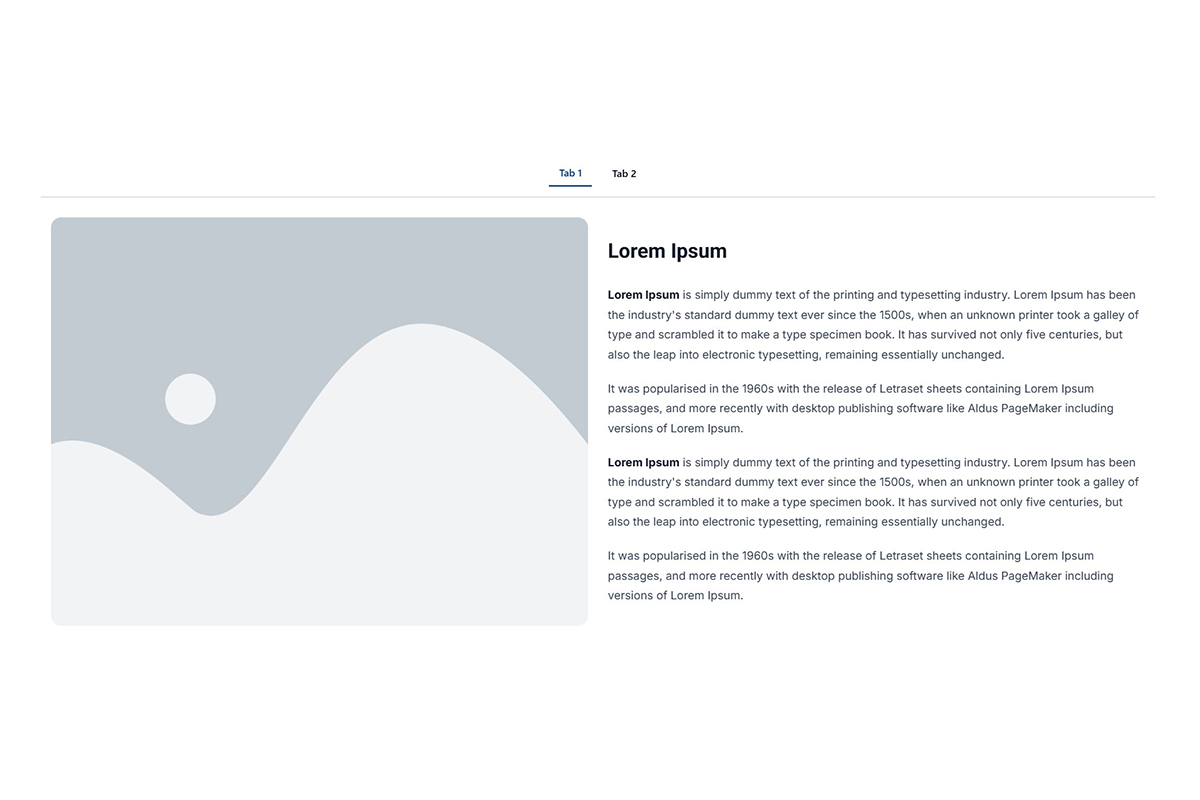 Tab 1 Tab 2
Lorem Ipsum
Lorem Ipsum is simply dummy text of the printing and typesetting industry. Lorem Ipsum has been
the industry's standard dummy text ever since the 1500s, when an unknown printer took a galley of
type and scrambled it to make a type specimen book. It has survived not only five centuries, but
also the leap into electronic typesetting, remaining essentially unchanged.
It was popularised in the 1960s with the release of Letraset sheets containing Lorem Ipsum
passages, and more recently with desktop publishing software like Aldus PageMaker including
versions of Lorem Ipsum.
Lorem Ipsum is simply dummy text of the printing and typesetting industry. Lorem Ipsum has been
the industry's standard dummy text ever since the 1500s, when an unknown printer took a galley of
type and scrambled it to make a type specimen book. It has survived not only five centuries, but
also the leap into electronic typesetting, remaining essentially unchanged.
It was popularised in the 1960s with the release of Letraset sheets containing Lorem Ipsum
passages, and more recently with desktop publishing software like Aldus PageMaker including
versions of Lorem Ipsum.